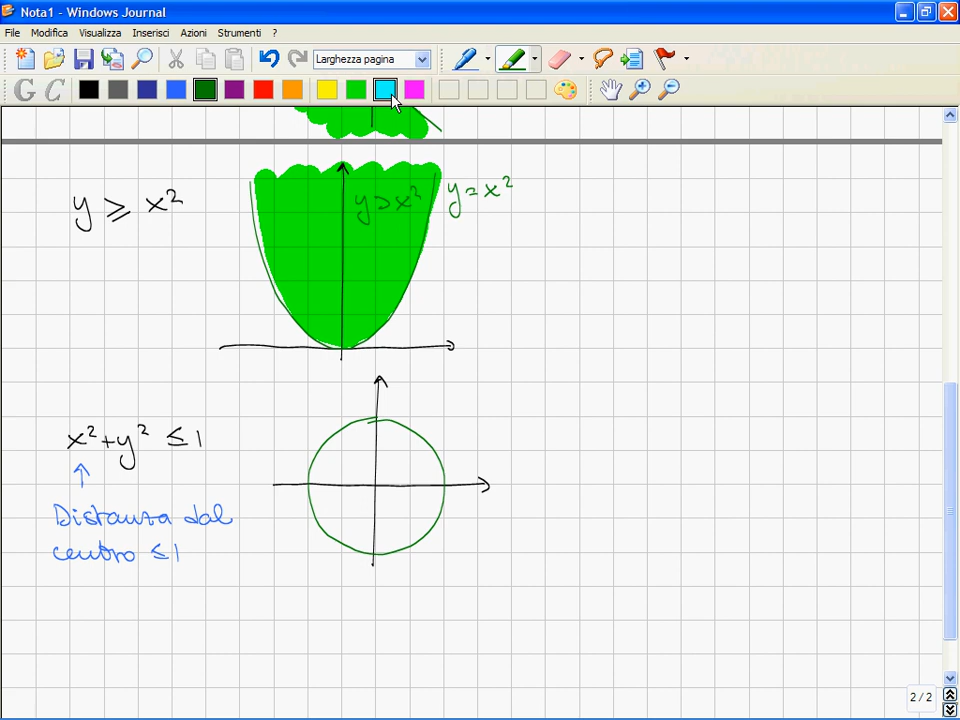 Nota1 - Windows Journal
File Modifica Visualizza Inserisci Azioni Strumenti ?
Larghezza pagina
G C
y ⩾ x²
y > x²
y = x²
x² + y² ≤ 1
Distanza dal
centro ≤ 1
2 / 2